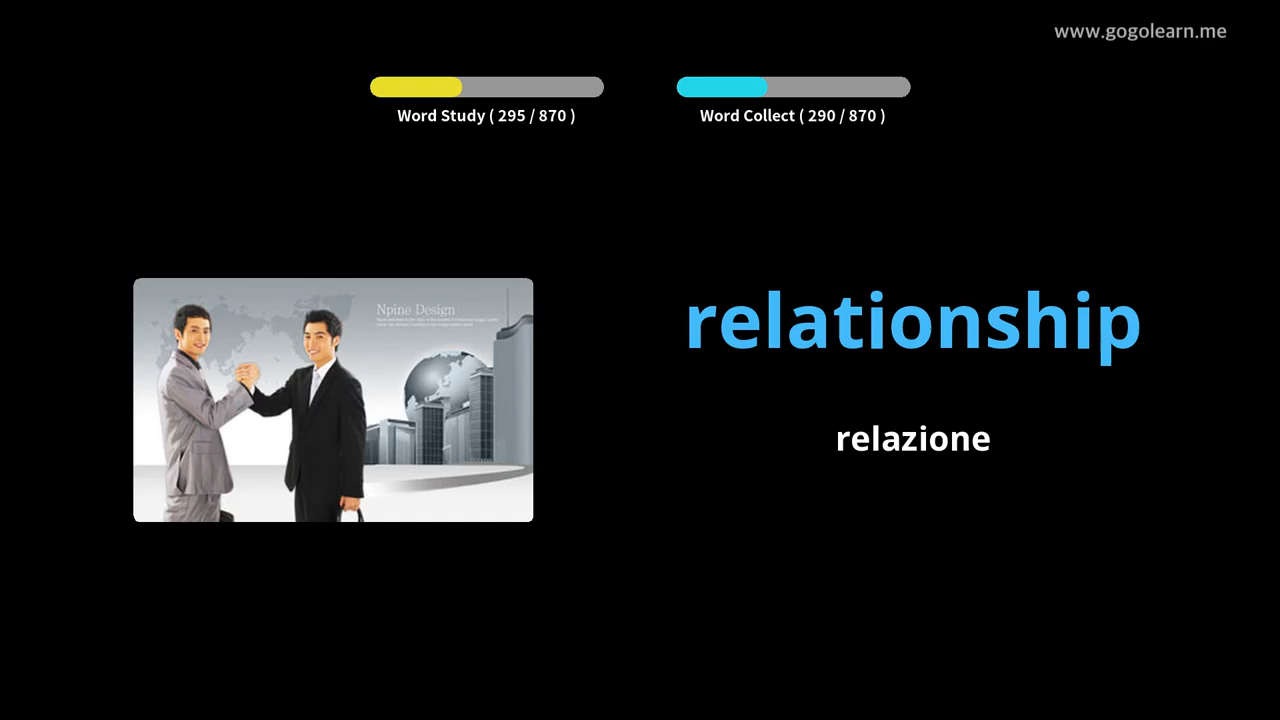 www.gogolearn.me
Word Study ( 295 / 870 )
Word Collect ( 290 / 870 )
Npine Design
relationship
relazione